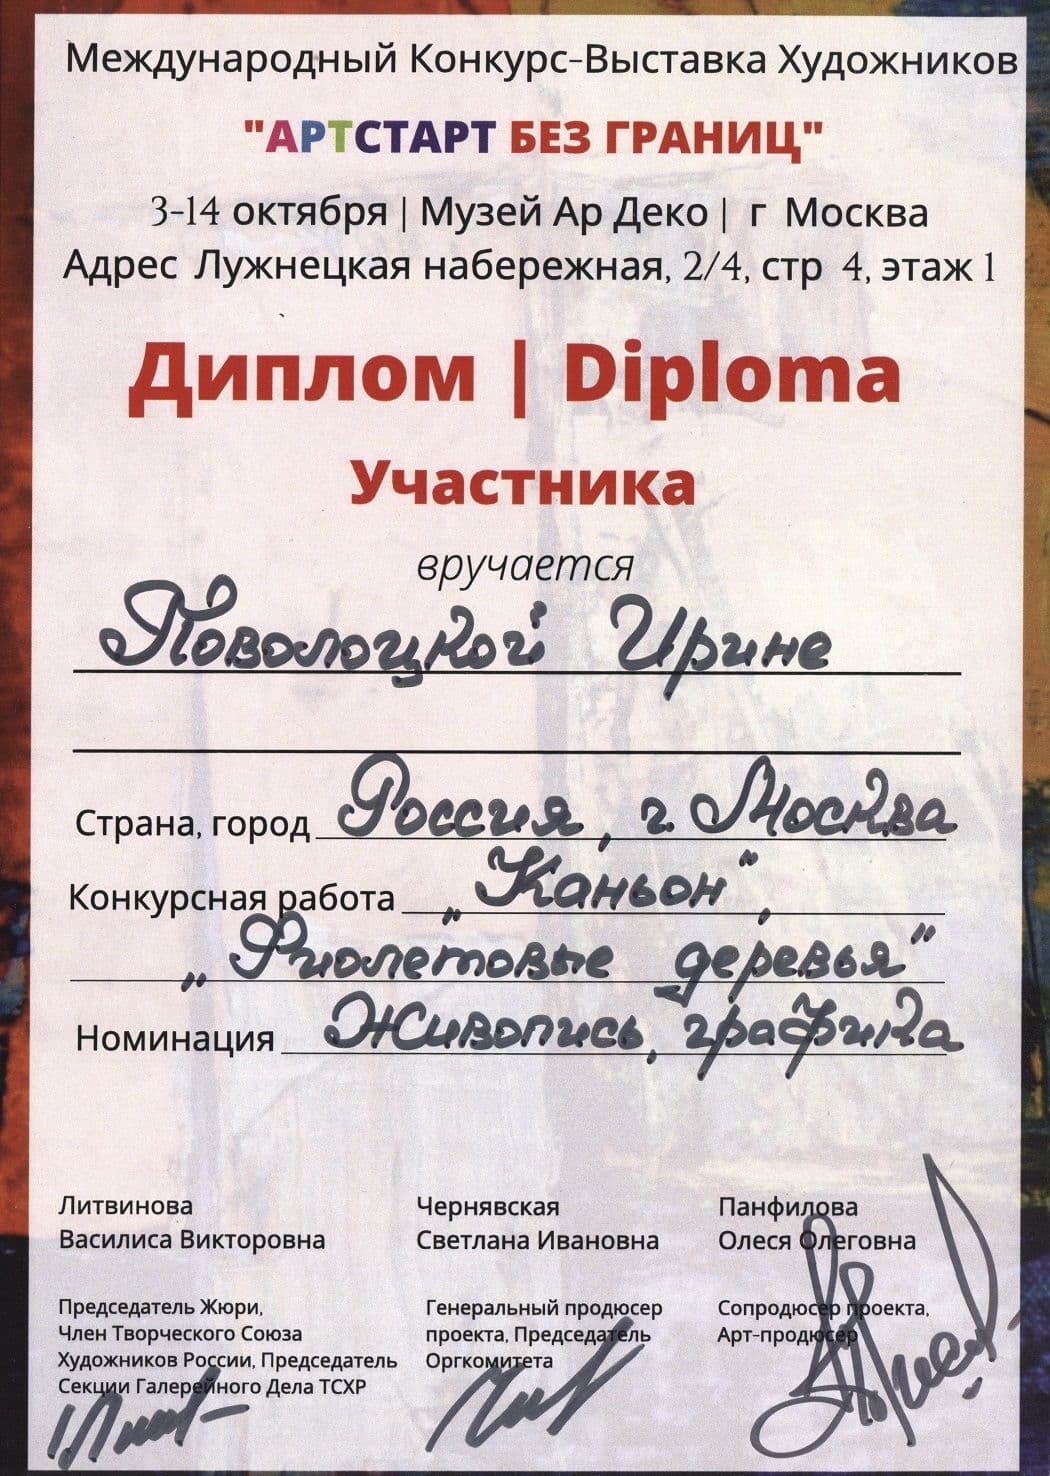 Международный Конкурс-Выставка Художников
"АРТСТАРТ БЕЗ ГРАНИЦ"
3-14 октября | Музей Ар Деко | г Москва
Адрес Лужнецкая набережная, 2/4, стр 4, этаж 1
Диплом | Diploma
Участника
вручается
Поволоцкой Ирине
Страна, город Россия, г. Москва
Конкурсная работа „Каньон",
„Фиолетовые деревья"
Номинация Живопись, графика
Литвинова
Василиса Викторовна
Председатель Жюри,
Член Творческого Союза
Художников России, Председатель
Секции Галерейного Дела ТСХР
Чернявская
Светлана Ивановна
Генеральный продюсер
проекта, Председатель
Оргкомитета
Панфилова
Олеся Олеговна
Сопродюсер проекта,
Арт-продюсер